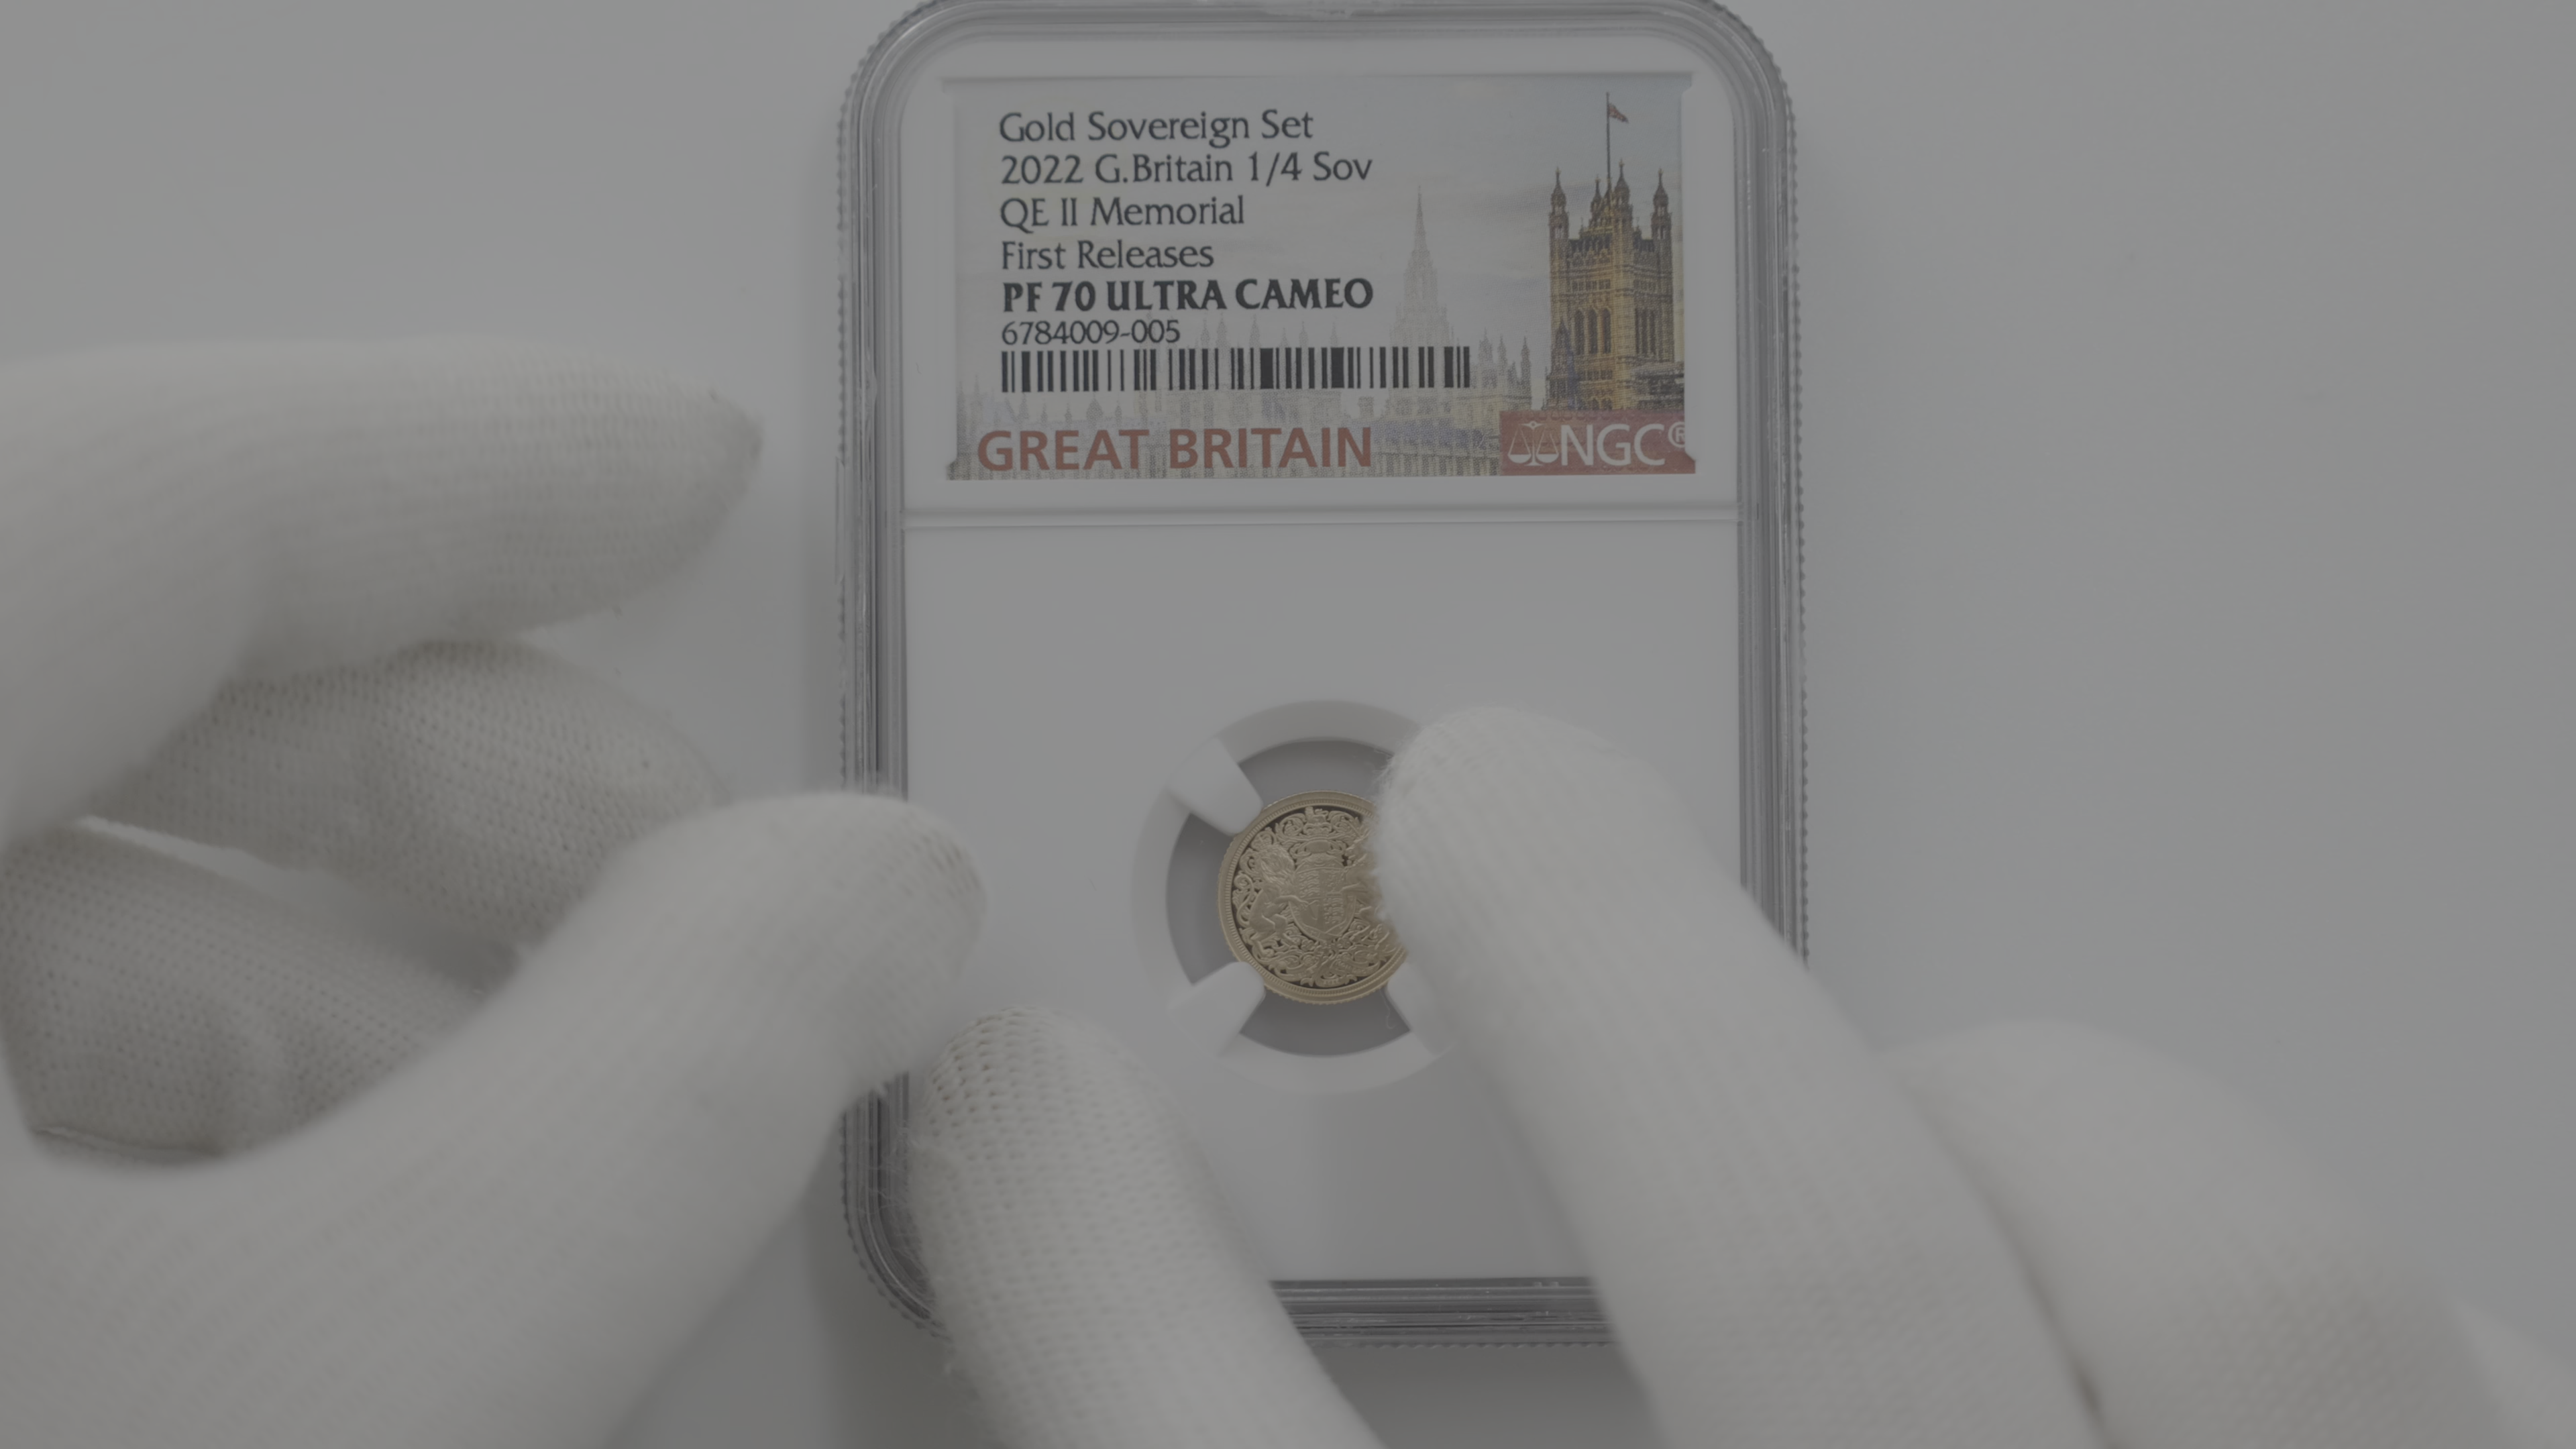 Gold Sovereign Set
2022 G.Britain 1/4 Sov
QE II Memorial
First Releases
PF 70 ULTRA CAMEO
6784009-005
GREAT BRITAIN
NGC®